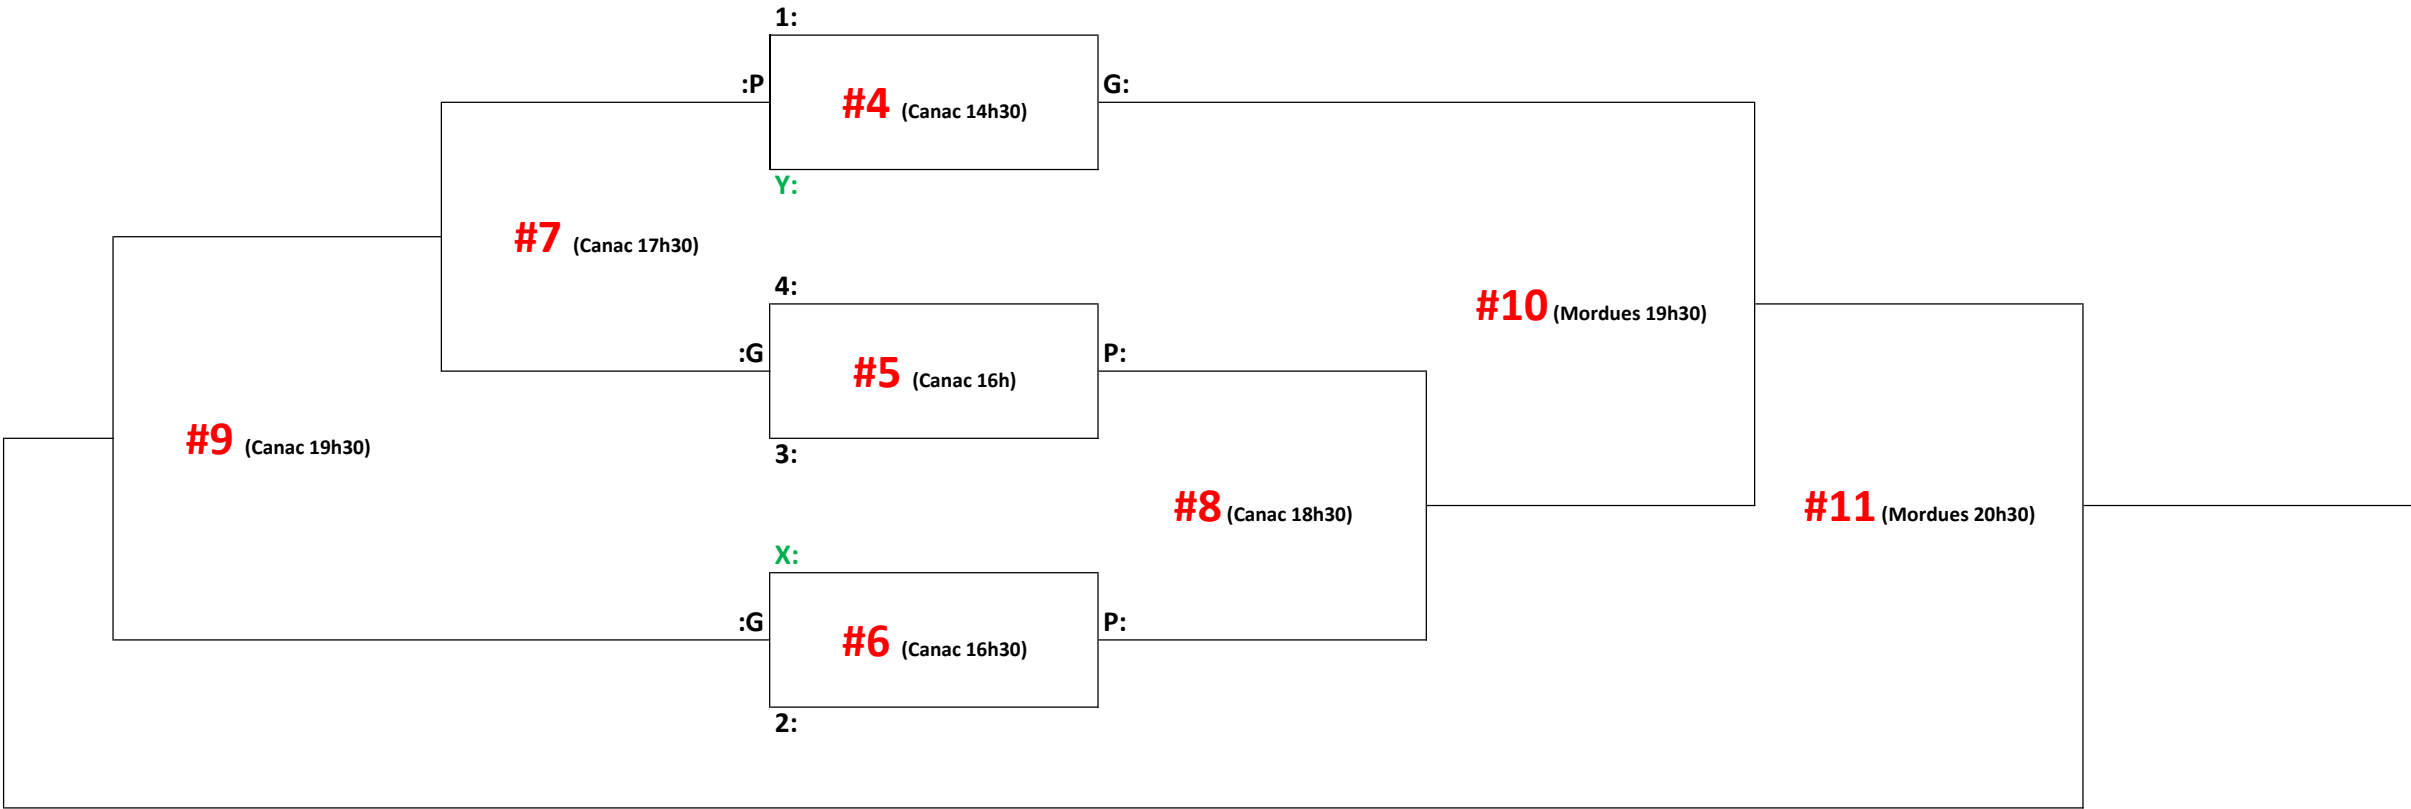 1:
:P
#4 (Canac 14h30)
G:
Y:
#7 (Canac 17h30)
4:
#10 (Mordues 19h30)
:G
#5 (Canac 16h)
P:
#9 (Canac 19h30)
3:
#8 (Canac 18h30)
#11 (Mordues 20h30)
X:
:G
#6 (Canac 16h30)
P:
2: